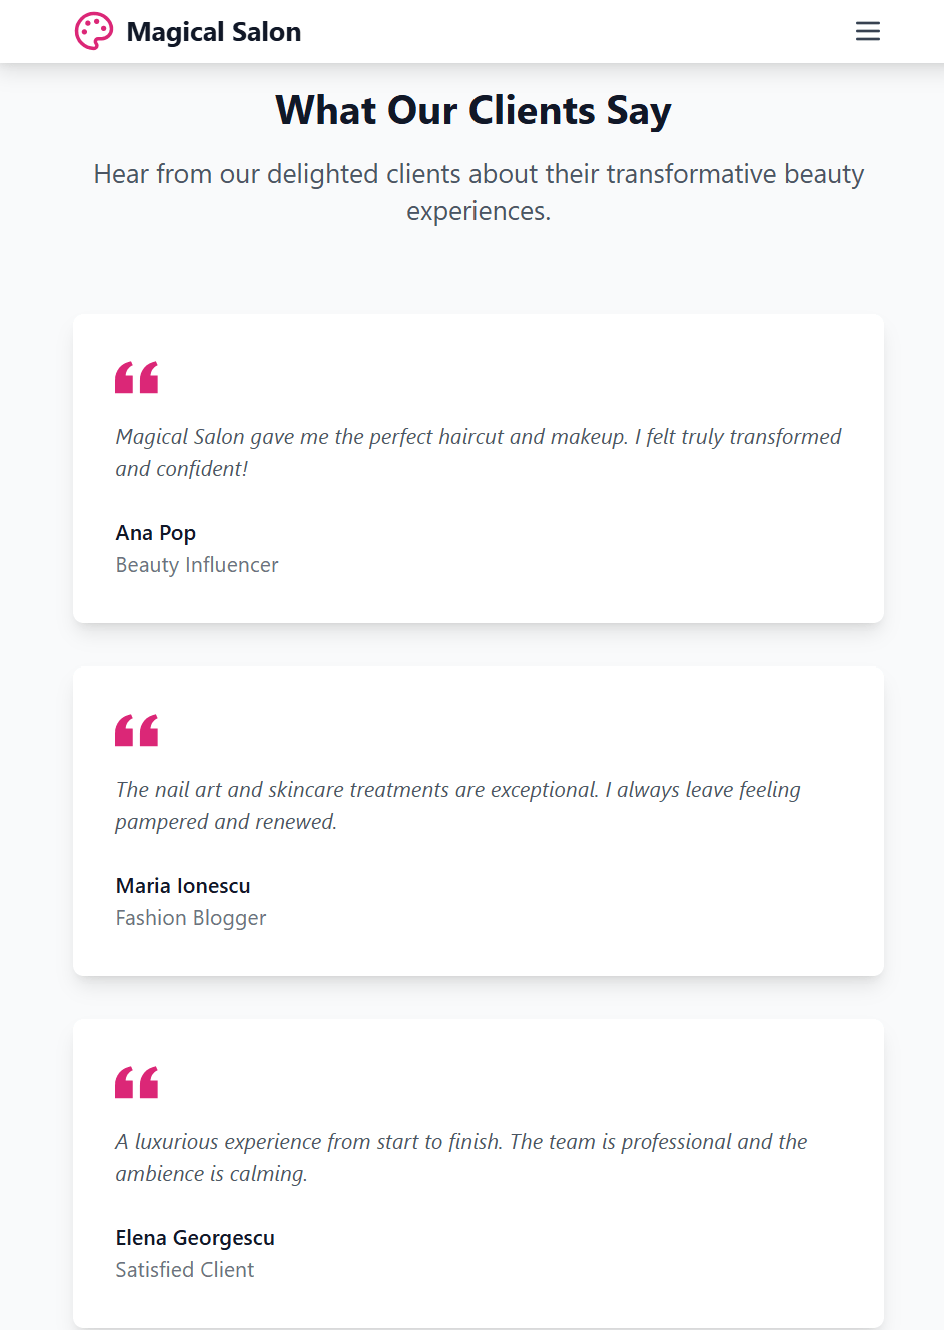 Magical Salon
What Our Clients Say
Hear from our delighted clients about their transformative beauty
experiences.
Magical Salon gave me the perfect haircut and makeup. I felt truly transformed
and confident!
Ana Pop
Beauty Influencer
The nail art and skincare treatments are exceptional. I always leave feeling
pampered and renewed.
Maria Ionescu
Fashion Blogger
A luxurious experience from start to finish. The team is professional and the
ambience is calming.
Elena Georgescu
Satisfied Client